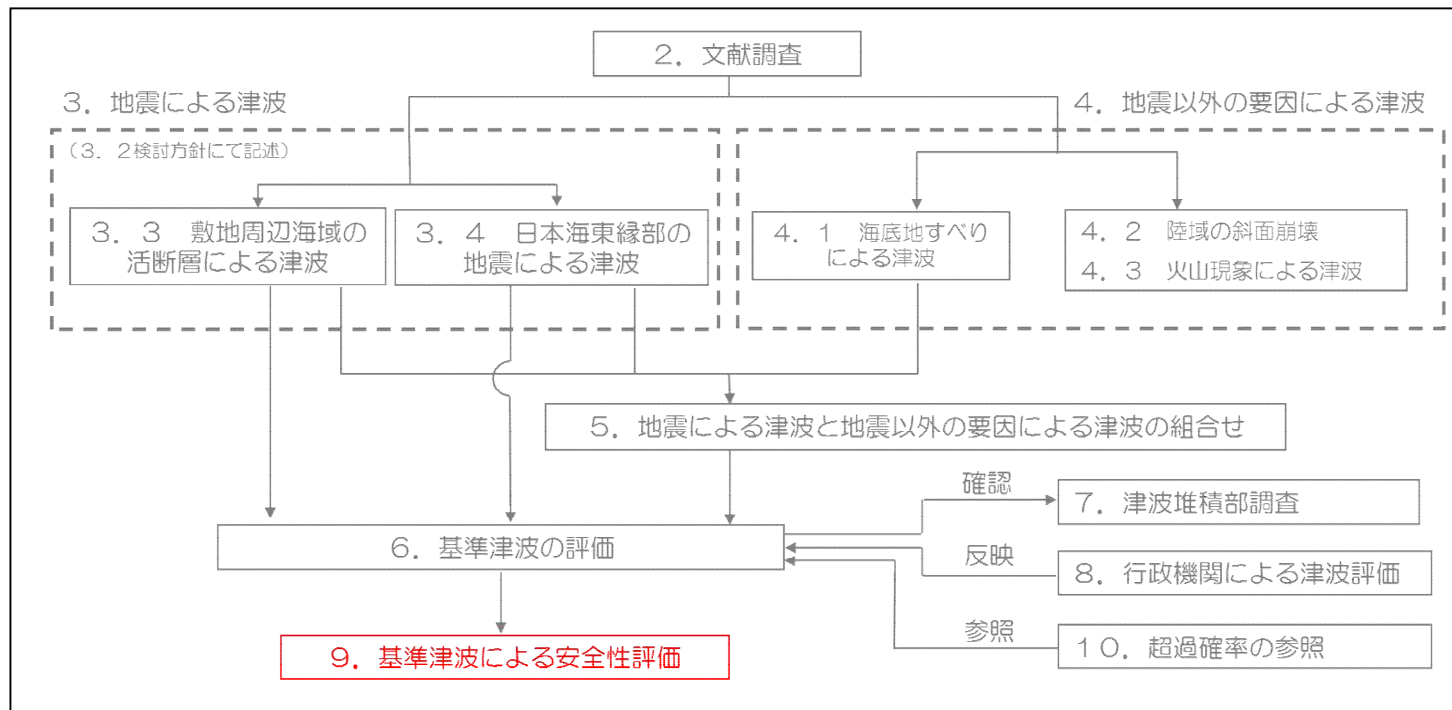 2. 文献調査
3. 地震による津波
4. 地震以外の要因による津波
(3. 2検討方針にて記述)
3. 3 敷地周辺海域の
活断層による津波
3. 4 日本海東縁部の
地震による津波
4. 1 海底地すべり
による津波
4. 2 陸域の斜面崩壊
4. 3 火山現象による津波
5. 地震による津波と地震以外の要因による津波の組合せ
確認
7. 津波堆積部調査
6. 基準津波の評価
反映
8. 行政機関による津波評価
参照
10. 超過確率の参照
9. 基準津波による安全性評価